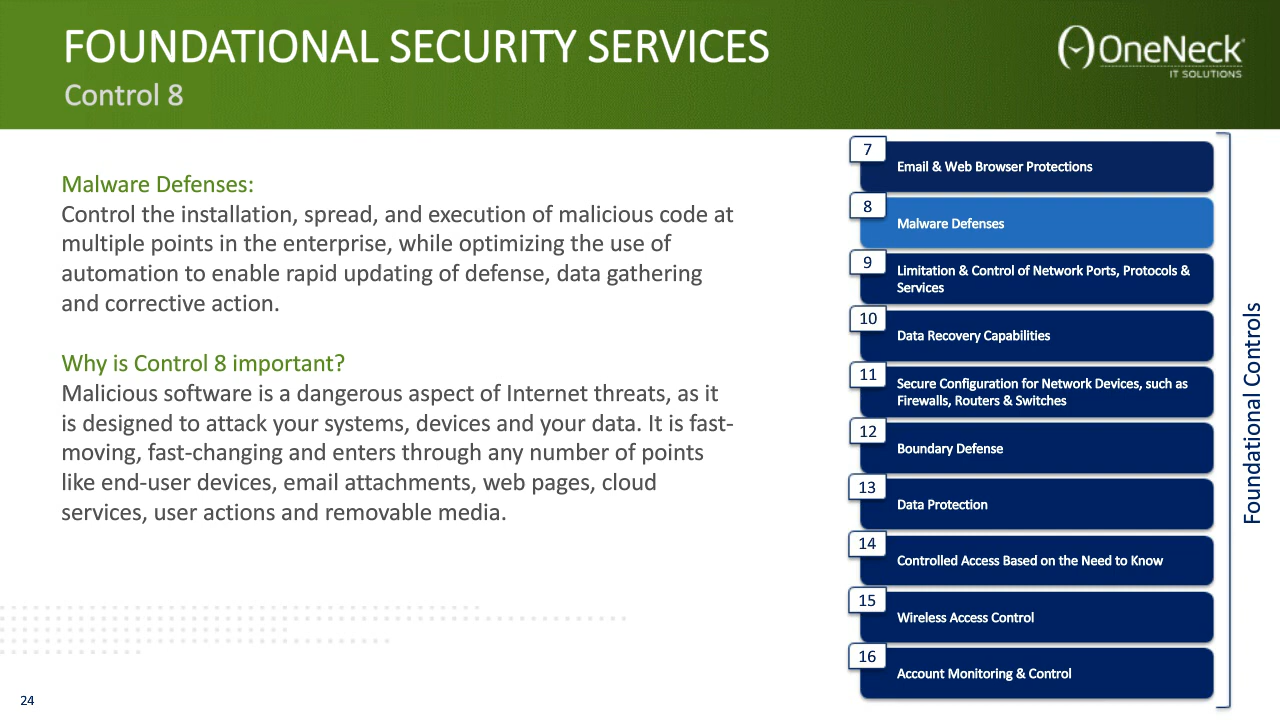 FOUNDATIONAL SECURITY SERVICES
Control 8
OneNeck
IT SOLUTIONS
Malware Defenses:
Control the installation, spread, and execution of malicious code at
multiple points in the enterprise, while optimizing the use of
automation to enable rapid updating of defense, data gathering
and corrective action.
Why is Control 8 important?
Malicious software is a dangerous aspect of Internet threats, as it
is designed to attack your systems, devices and your data. It is fast-
moving, fast-changing and enters through any number of points
like end-user devices, email attachments, web pages, cloud
services, user actions and removable media.
7
Email & Web Browser Protections
8
Malware Defenses
9
Limitation & Control of Network Ports, Protocols &
Services
10
Data Recovery Capabilities
11
Secure Configuration for Network Devices, such as
Firewalls, Routers & Switches
12
Boundary Defense
13
Data Protection
14
Controlled Access Based on the Need to Know
15
Wireless Access Control
16
Account Monitoring & Control
Foundational Controls
24